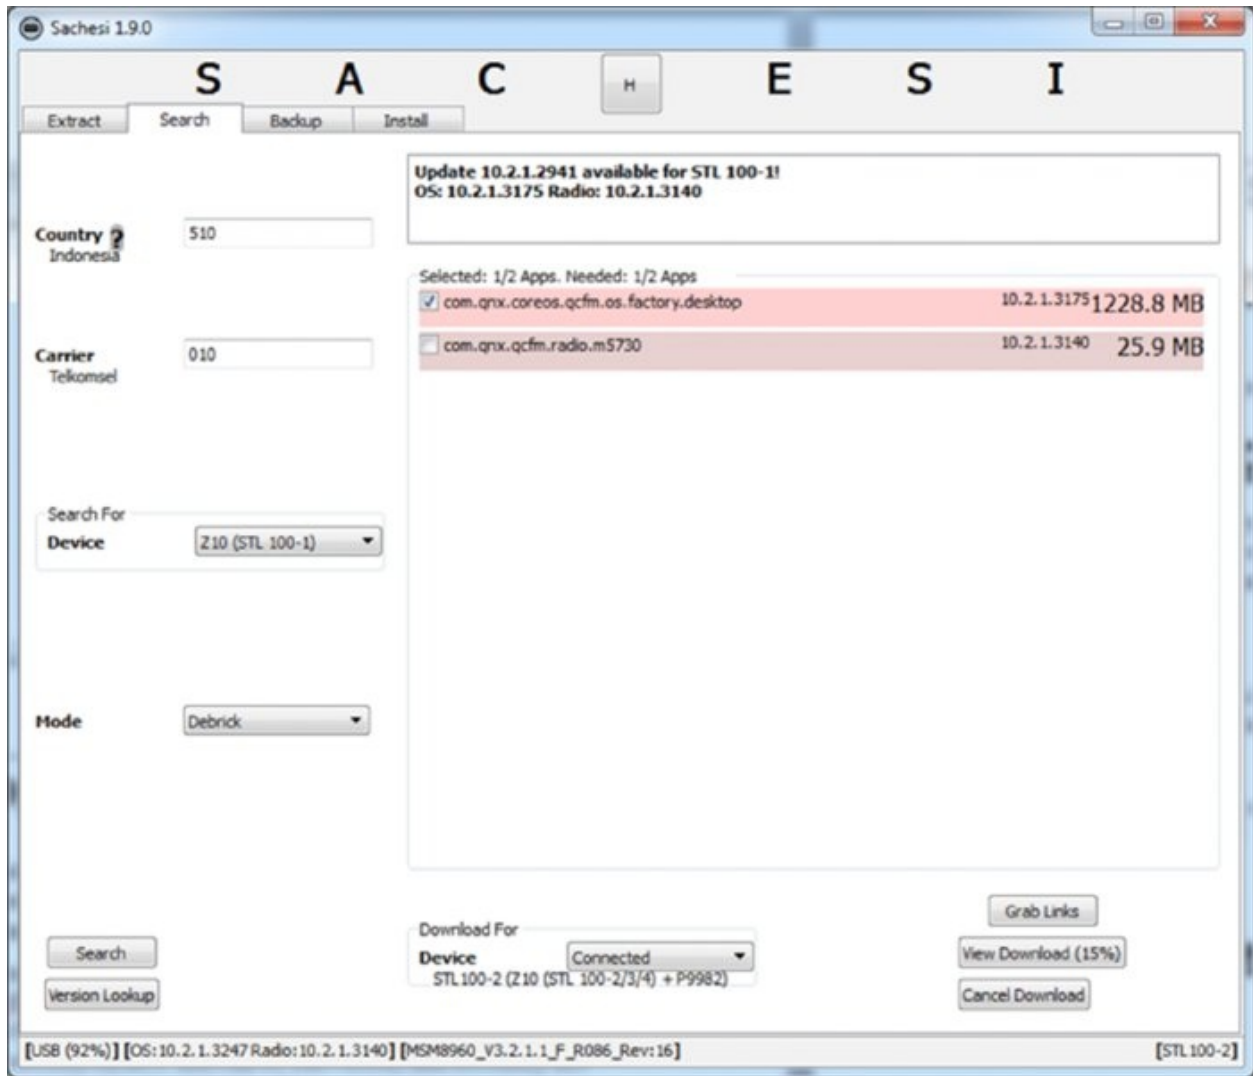 Sachesi 1.9.0
S A C H E S I
Extract Search Backup Install
Update 10.2.1.2941 available for STL 100-1!
OS: 10.2.1.3175 Radio: 10.2.1.3140
Country ? 510
Indonesia
Selected: 1/2 Apps. Needed: 1/2 Apps
com.qnx.coreos.qcfm.os.factory.desktop 10.2.1.3175 1228.8 MB
com.qnx.qcfm.radio.m5730 10.2.1.3140 25.9 MB
Carrier 010
Telkomsel
Search For
Device Z10 (STL 100-1)
Mode Debrick
Grab Links
Download For
Search Device Connected View Download (15%)
STL100-2 (Z10 (STL 100-2/3/4) + P9982)
Version Lookup Cancel Download
[USB (92%)] [OS:10.2.1.3247 Radio:10.2.1.3140] [MSM8960_V3.2.1.1_F_R086_Rev:16] [STL100-2]